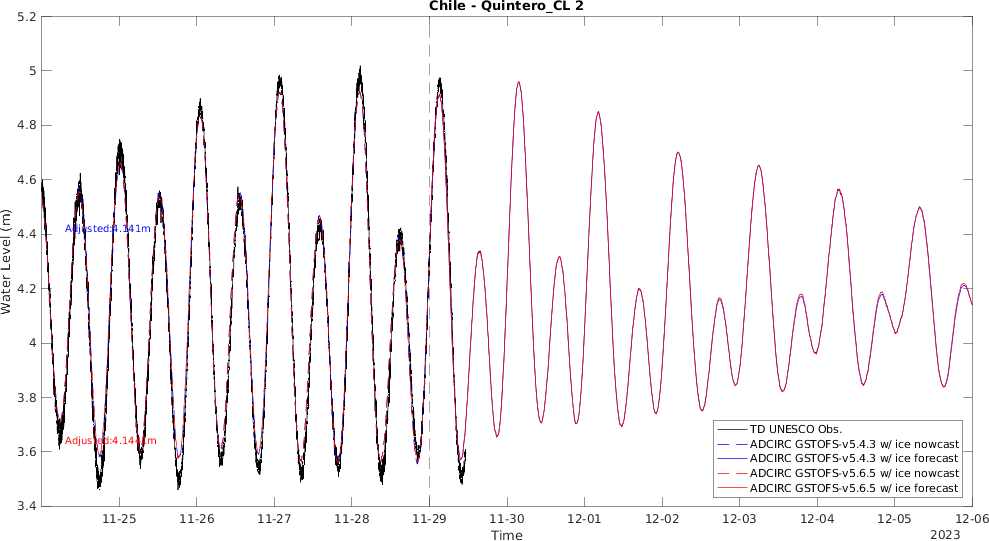 Chile - Quintero_CL 2
5.2
5
4.8
4.6
4.4
4.2
4
3.8
3.6
3.4
Water Level (m)
Adjusted:4.141m
Adjusted:4.1441m
TD UNESCO Obs.
ADCIRC GSTOFS-v5.4.3 w/ ice nowcast
ADCIRC GSTOFS-v5.4.3 w/ ice forecast
ADCIRC GSTOFS-v5.6.5 w/ ice nowcast
ADCIRC GSTOFS-v5.6.5 w/ ice forecast
11-25 11-26 11-27 11-28 11-29 11-30 12-01 12-02 12-03 12-04 12-05 12-06
Time
2023